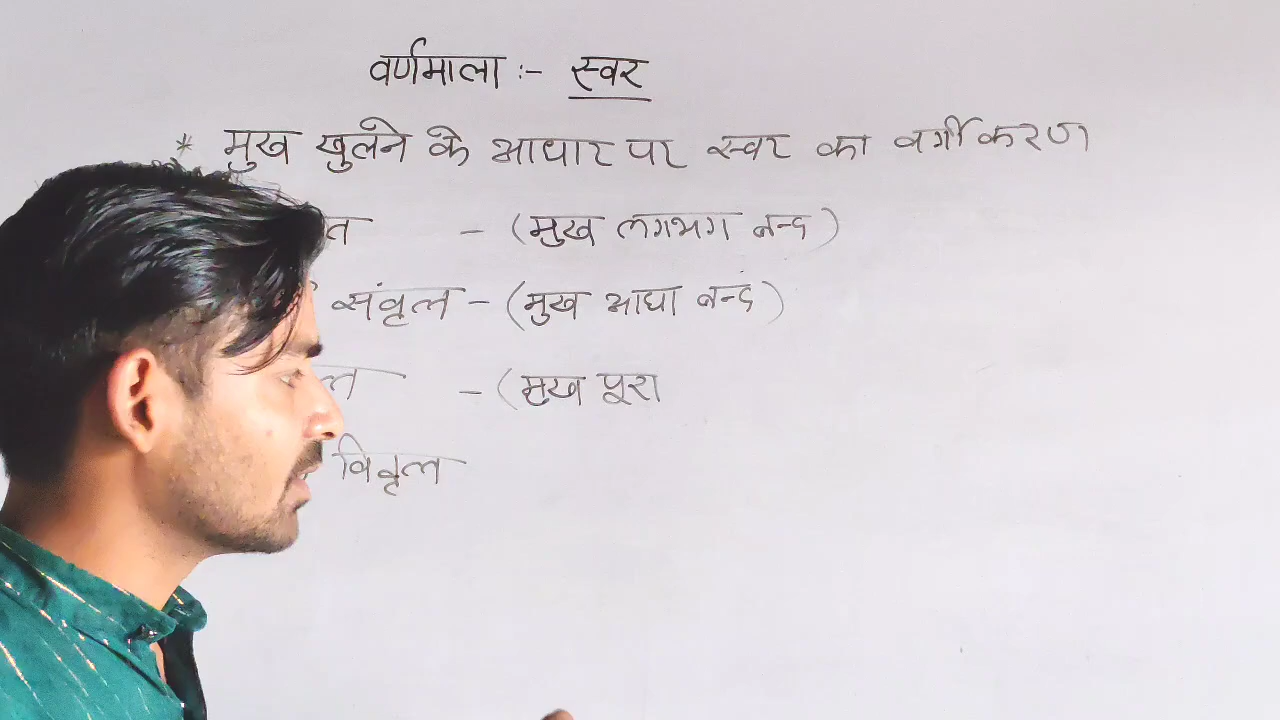 वर्णमाला :- स्वर
* मुख खुलने के आधार पर स्वर का वर्गीकरण
- (मुख लगभग बन्द)
संवृत - (मुख आधा बन्द)
- (मुख पूरा
विवृत